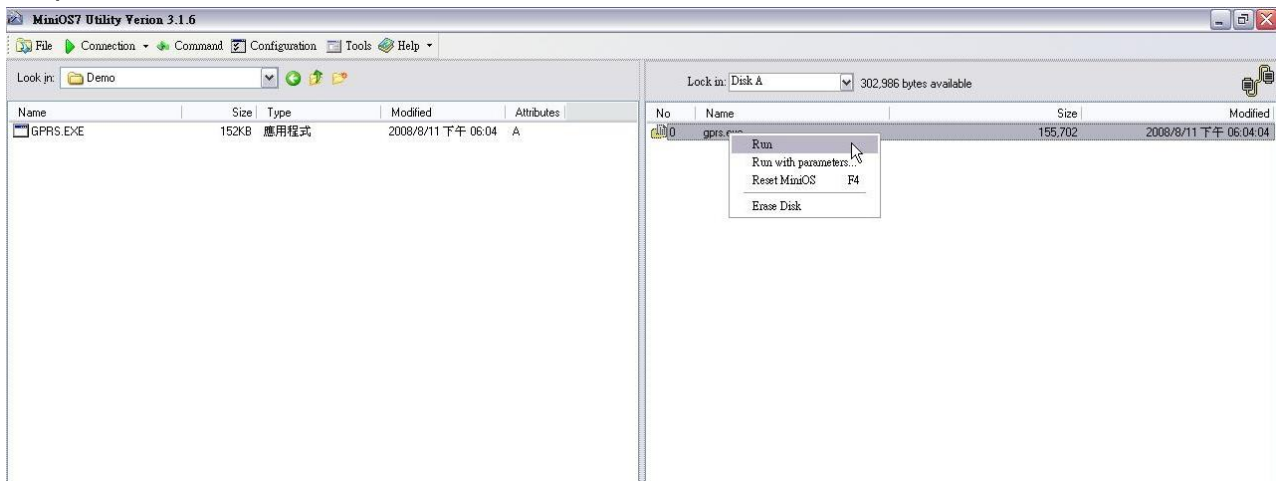 MiniOS7 Utility Verion 3.1.6
File Connection Command Configuration Tools Help
Look in: Demo
Lock in: Disk A 302,986 bytes available
Name Size Type Modified Attributes
GPRS.EXE 152KB 應用程式 2008/8/11 下午 06:04 A
No Name Size Modified
0 gprs.exe 155,702 2008/8/11 下午 06:04:04
Run
Run with parameters...
Reset MiniOS F4
Erase Disk